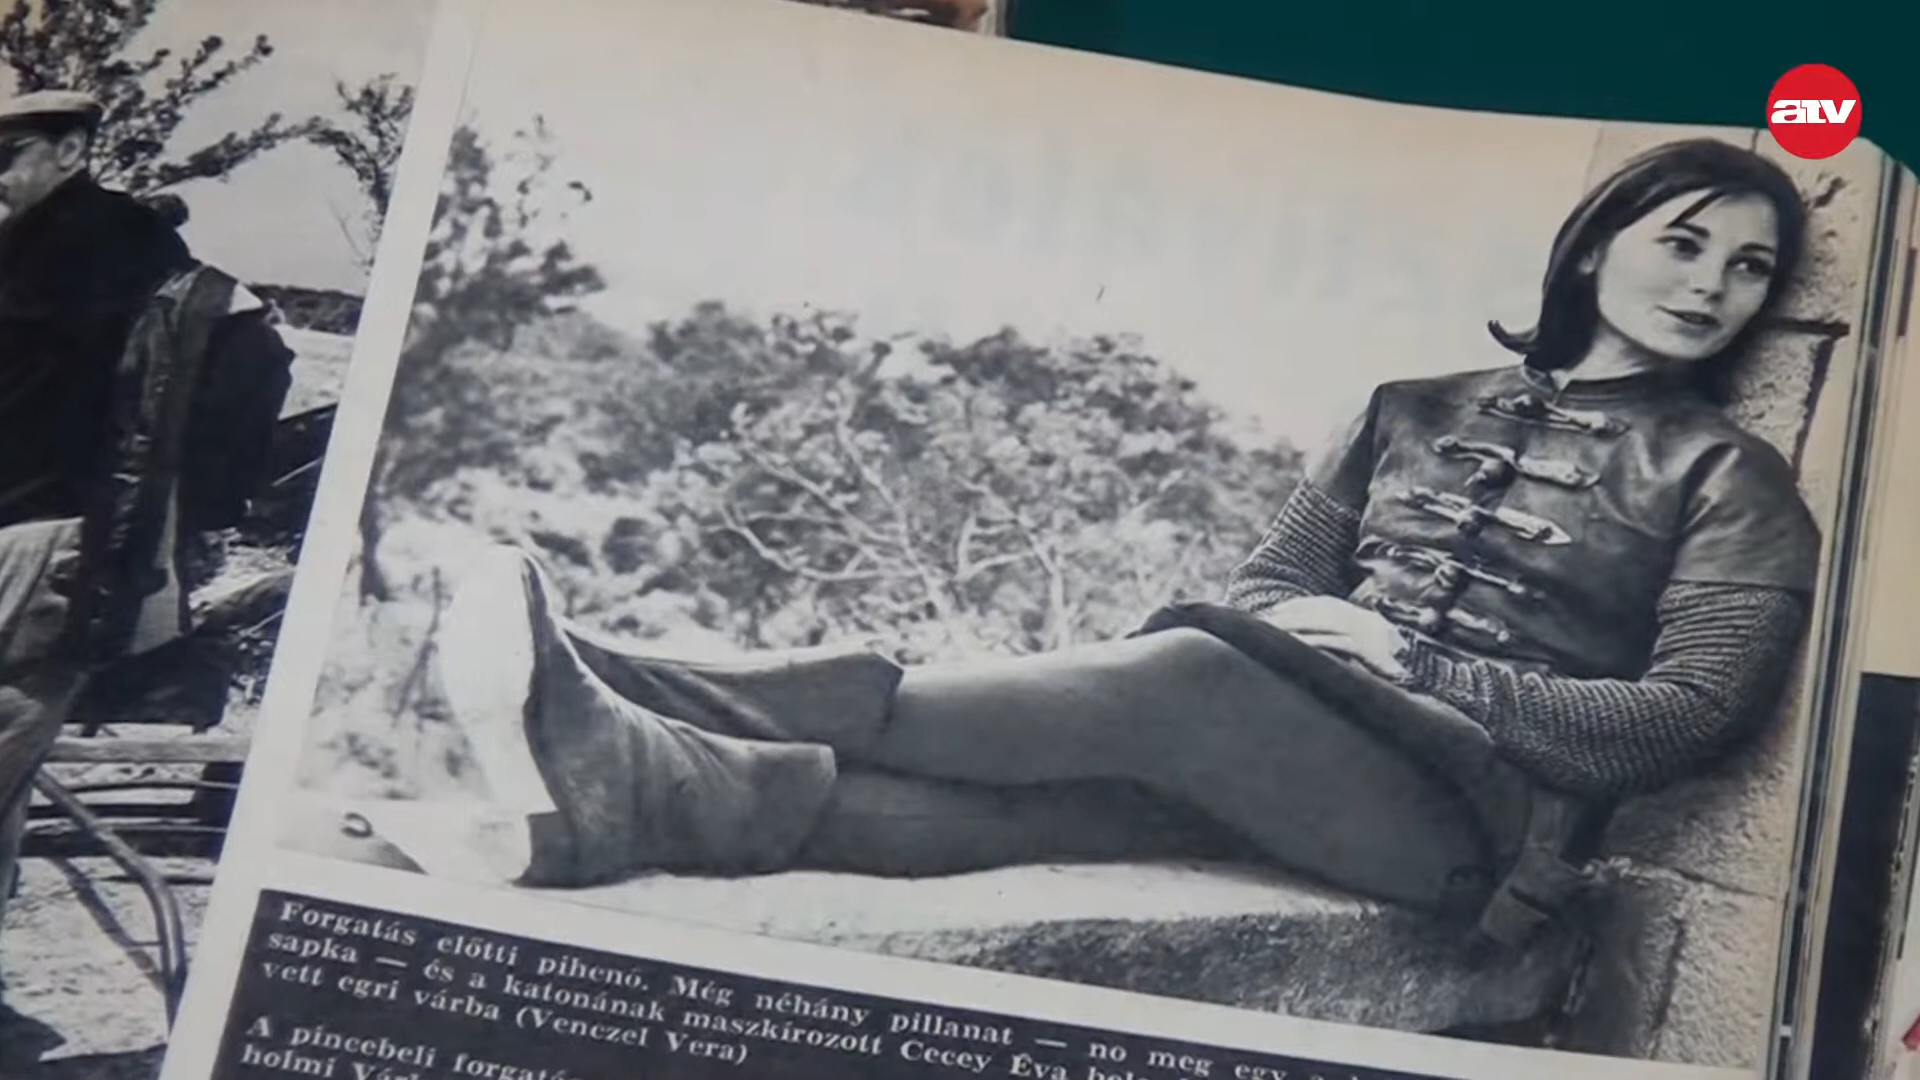 atv
Forgatás előtti pihenő. Még néhány pillanat — no meg egy
sapka — és a katonának maszkírozott Cecey Éva
vett egri várba (Venczel Vera)
A pincebeli
holmi